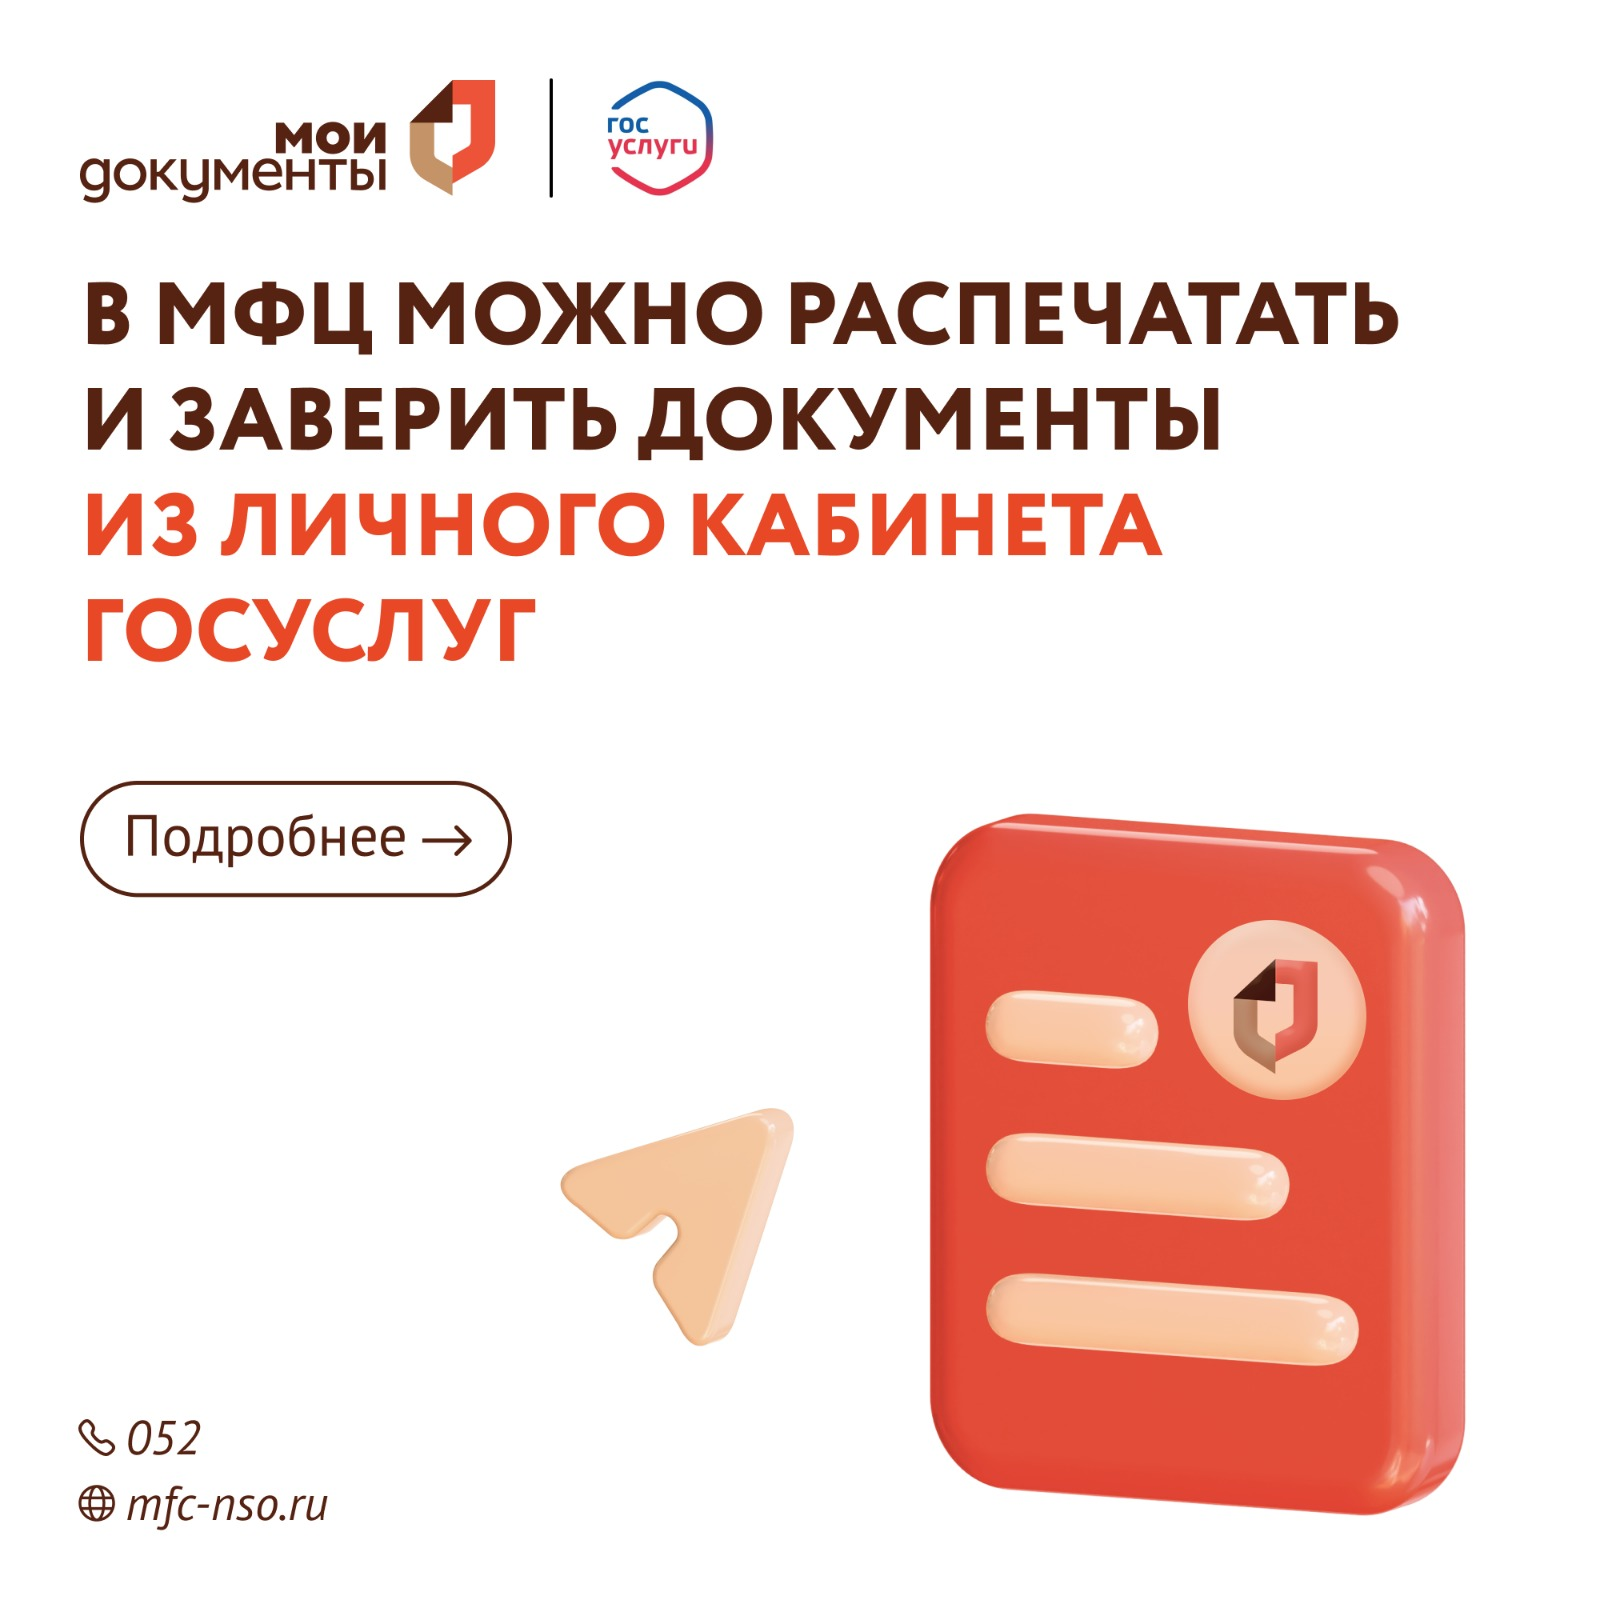 мои
документы
гос
услуги
В МФЦ МОЖНО РАСПЕЧАТАТЬ
И ЗАВЕРИТЬ ДОКУМЕНТЫ
ИЗ ЛИЧНОГО КАБИНЕТА
ГОСУСЛУГ
Подробнее →
052
mfc-nso.ru